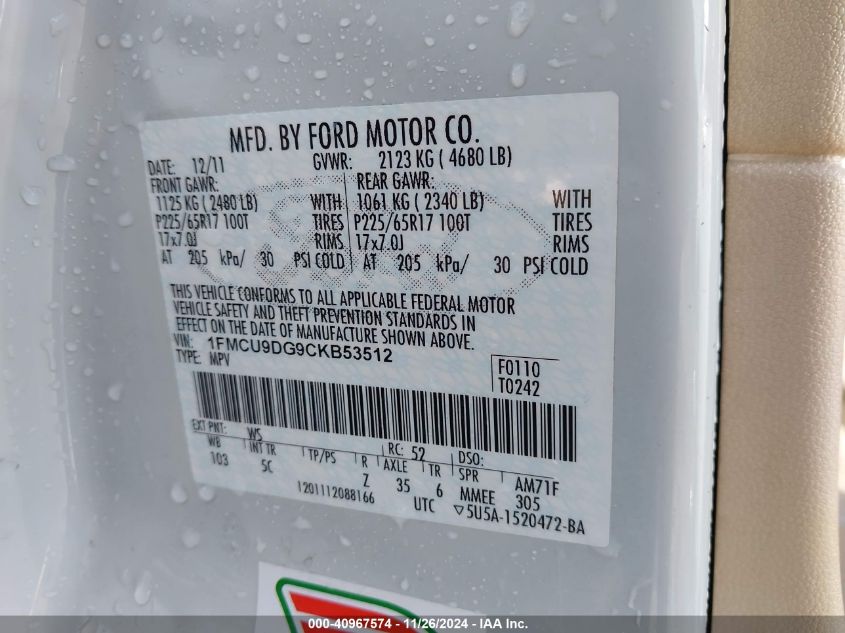 MFD. BY FORD MOTOR CO.
DATE: 12/11 GVWR: 2123 KG ( 4680 LB)
FRONT GAWR: REAR GAWR:
1125 KG ( 2480 LB) WITH 1061 KG ( 2340 LB) WITH
P225/65R17 100T TIRES P225/65R17 100T TIRES
17x7.0J RIMS 17x7.0J RIMS
AT 205 kPa/ 30 PSI COLD AT 205 kPa/ 30 PSI COLD
THIS VEHICLE CONFORMS TO ALL APPLICABLE FEDERAL MOTOR
VEHICLE SAFETY AND THEFT PREVENTION STANDARDS IN
EFFECT ON THE DATE OF MANUFACTURE SHOWN ABOVE.
VIN: 1FMCU9DG9CKB53512
TYPE: MPV
F0110
T0242
EXT PNT: WS RC: 52 DSO:
WB INT TR TP/PS R AXLE TR SPR AM71F
103 5C Z 35 6 MMEE 305
1201112088166 UTC ▽5U5A-1520472-BA
000-40967574 - 11/26/2024 - IAA Inc.